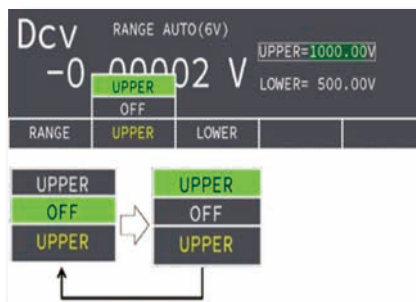 DCV RANGE AUTO(6V)
UPPER=1000.00V
-0 00002 V
LOWER= 500.00V
UPPER
OFF
RANGE UPPER LOWER
UPPER UPPER
OFF OFF
UPPER UPPER